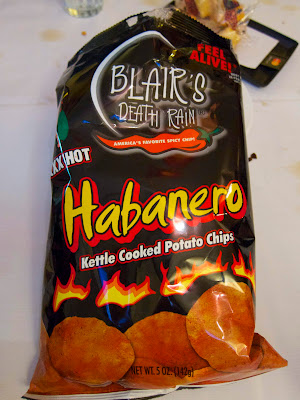 FEEL
ALIVE!
BLAIR'S
DEATH RAIN
AMERICA'S FAVORITE SPICY CHIPS
XXX HOT
Habanero
Kettle Cooked Potato Chips
NET WT. 5 OZ. (142g)